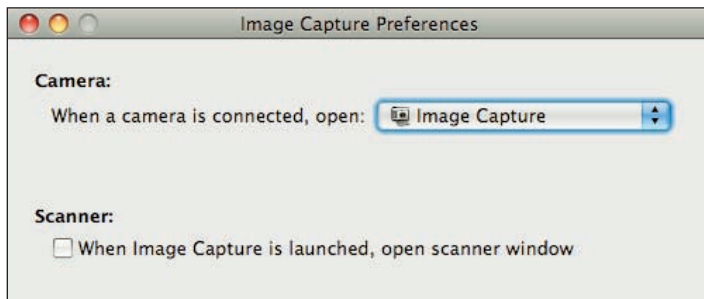 Image Capture Preferences
Camera:
When a camera is connected, open: Image Capture
Scanner:
When Image Capture is launched, open scanner window